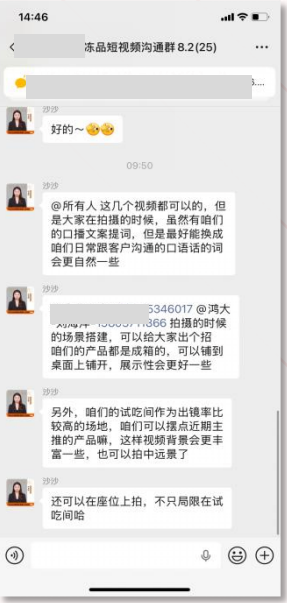 14:46
冻品短视频沟通群8.2(25)
沙沙
好的～
09:50
沙沙
@所有人 这几个视频都可以的，但
是大家在拍摄的时候，虽然有咱们
的口播文案提词，但是最好能换成
咱们日常跟客户沟通的口语话的词
会更自然一些
沙沙
5346017 @鸿大
拍摄的时候
的场景搭建，可以给大家出个招
咱们的产品都是成箱的，可以铺到
桌面上铺开，展示性会更好一些
沙沙
另外，咱们的试吃间作为出镜率比
较高的场地，咱们可以摆点近期主
推的产品嘛，这样视频背景会更丰
富一些，也可以拍中远景了
沙沙
还可以在座位上拍，不只局限在试
吃间哈